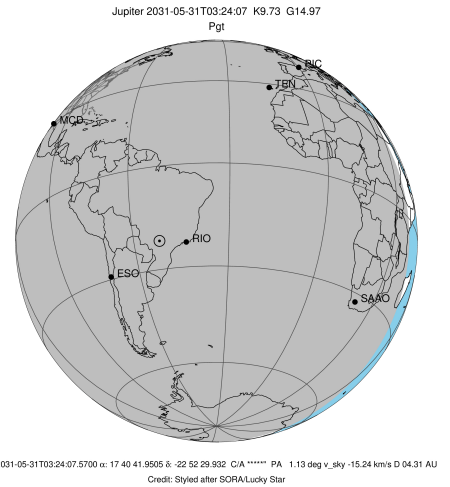 Jupiter 2031-05-31T03:24:07 K9.73 G14.97
Pgt
PIC
TEN
MCD
RIO
ESO
SAAO
031-05-31T03:24:07.5700 α: 17 40 41.9505 δ: -22 52 29.932 C/A *****" PA 1.13 deg v_sky -15.24 km/s D 04.31 AU
Credit: Styled after SORA/Lucky Star